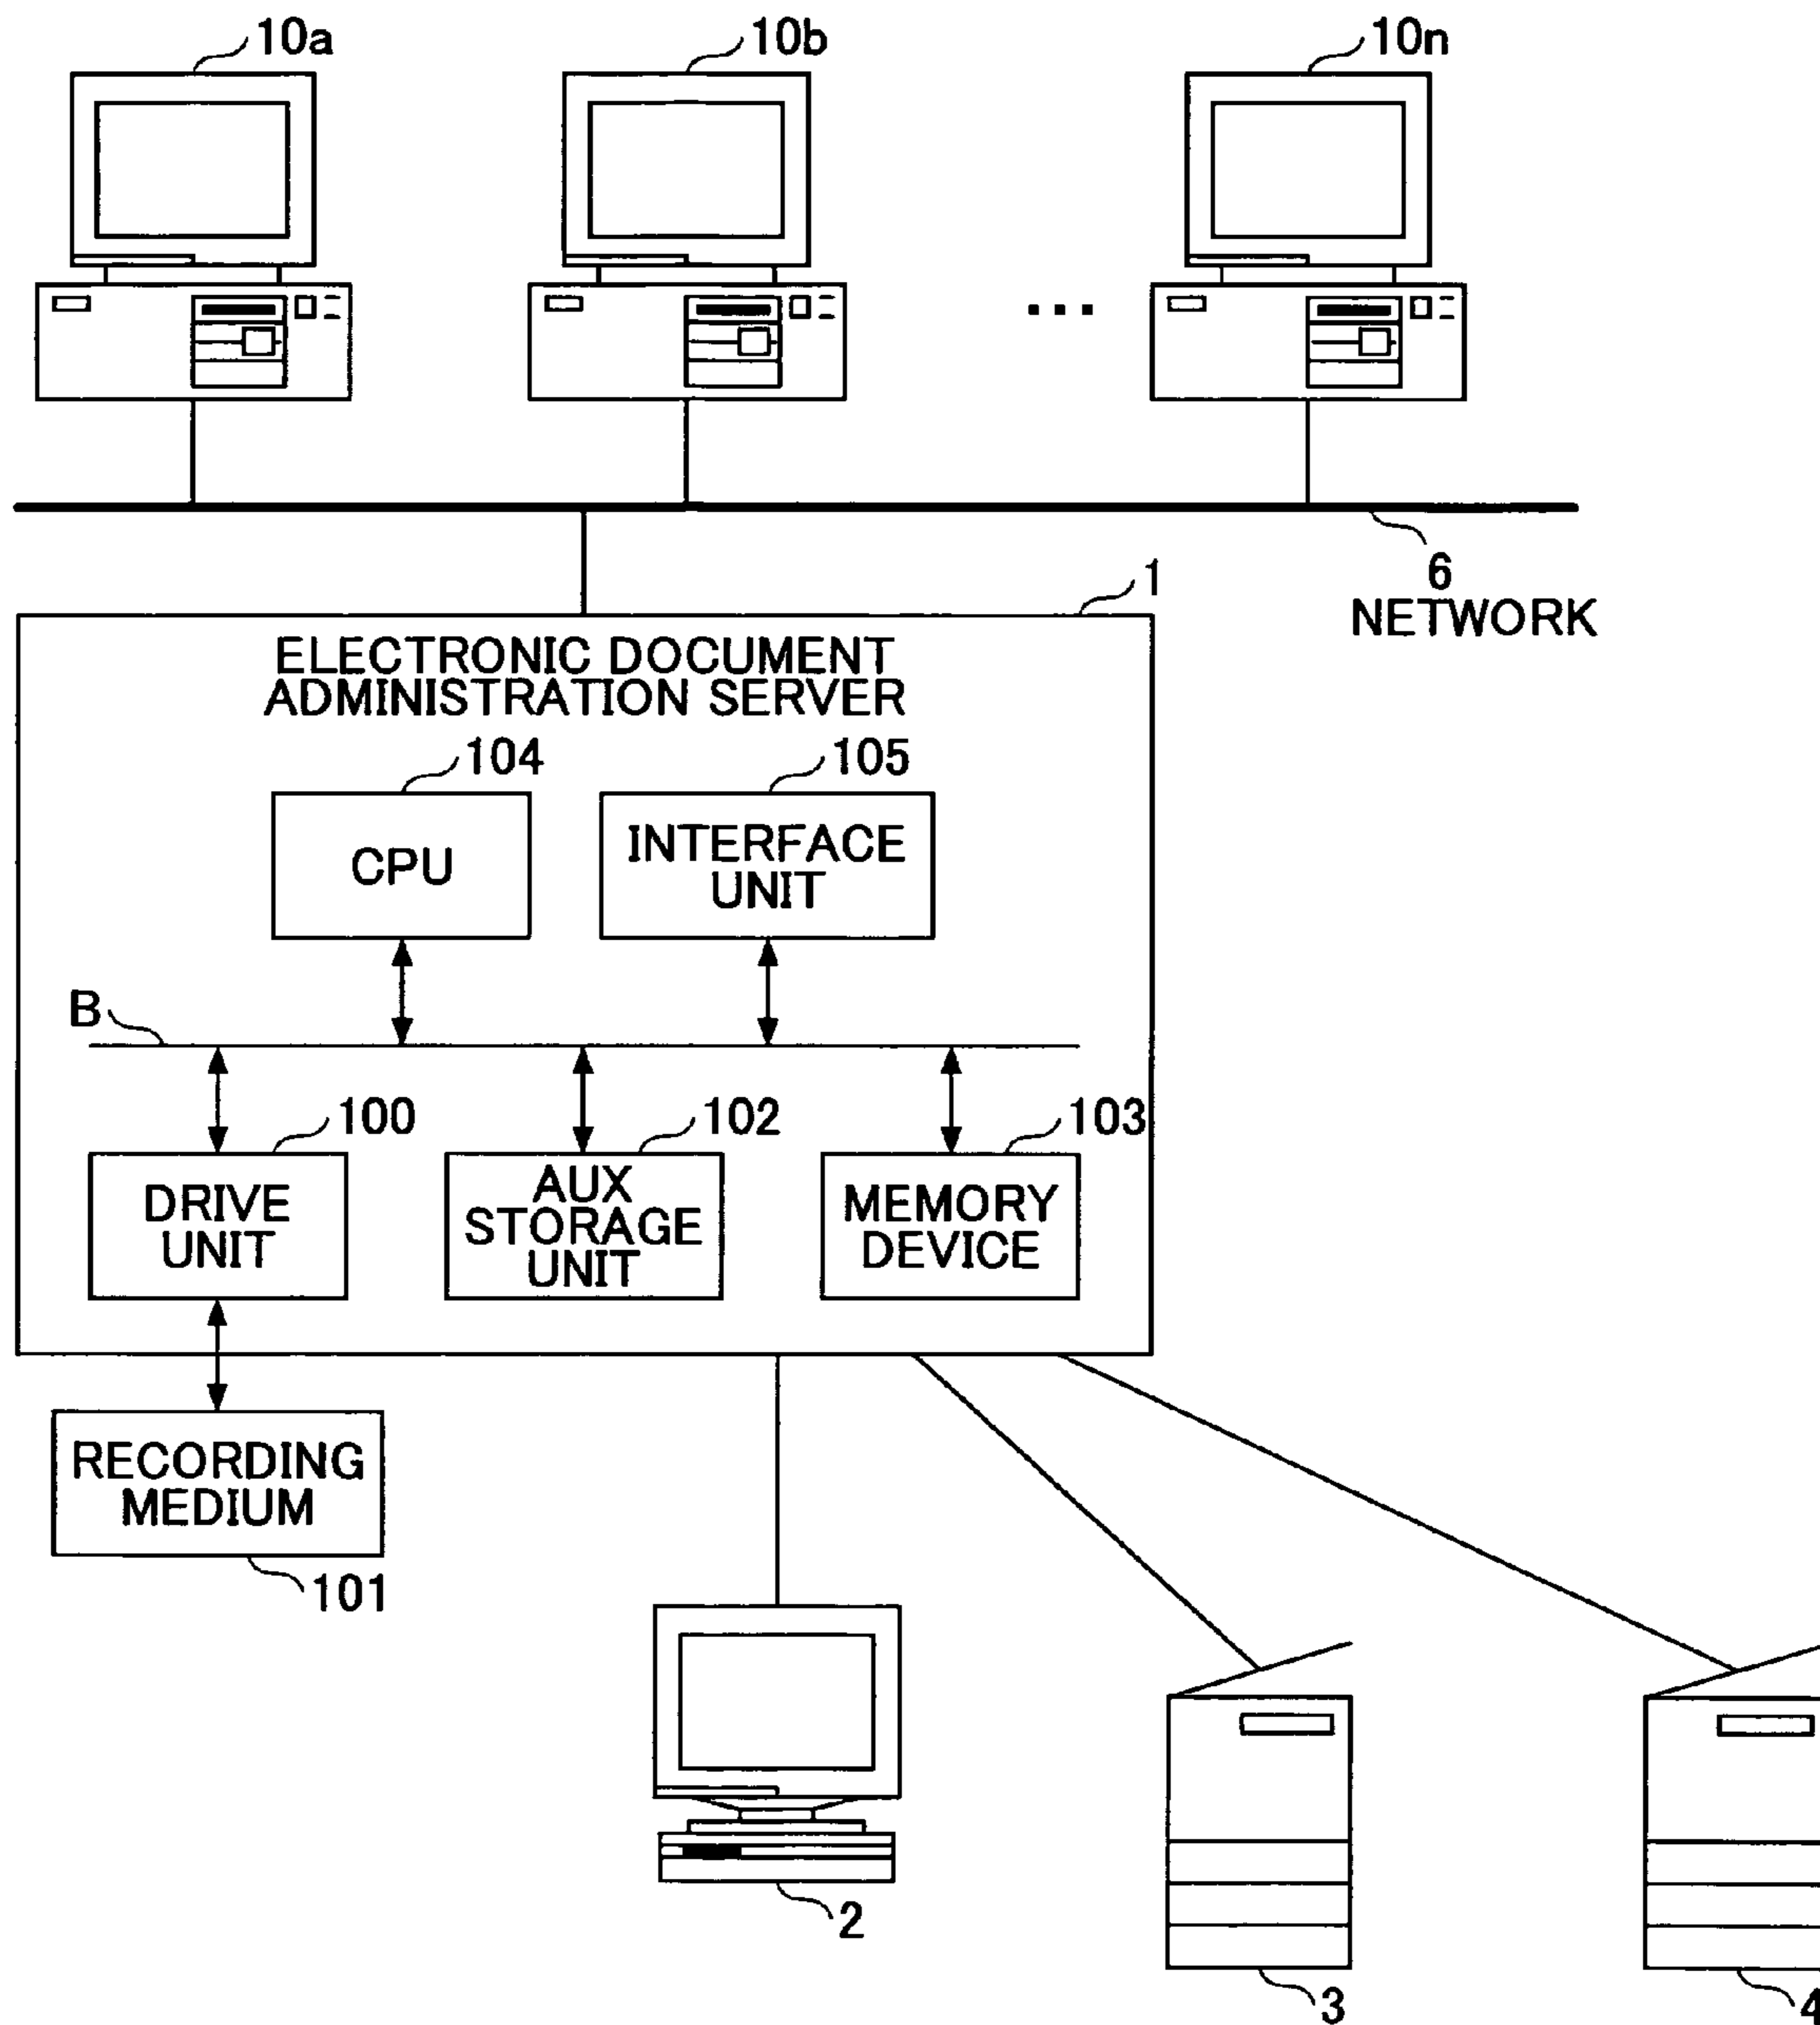 10a
10b
10n
...
6
NETWORK
1
ELECTRONIC DOCUMENT
ADMINISTRATION SERVER
104
105
CPU
INTERFACE
UNIT
B
100
102
103
DRIVE
UNIT
AUX
STORAGE
UNIT
MEMORY
DEVICE
RECORDING
MEDIUM
101
2
3
4